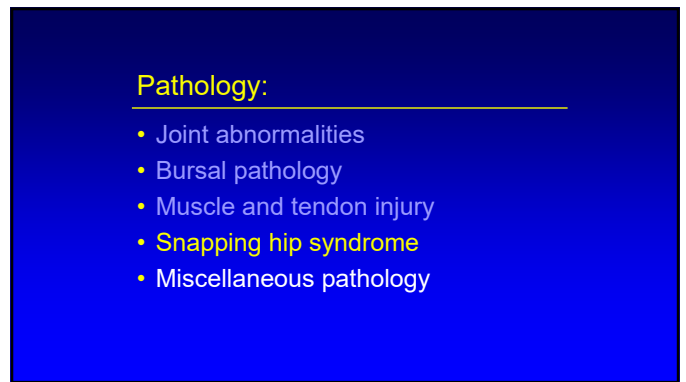 Pathology:
• Joint abnormalities
• Bursal pathology
• Muscle and tendon injury
• Snapping hip syndrome
• Miscellaneous pathology